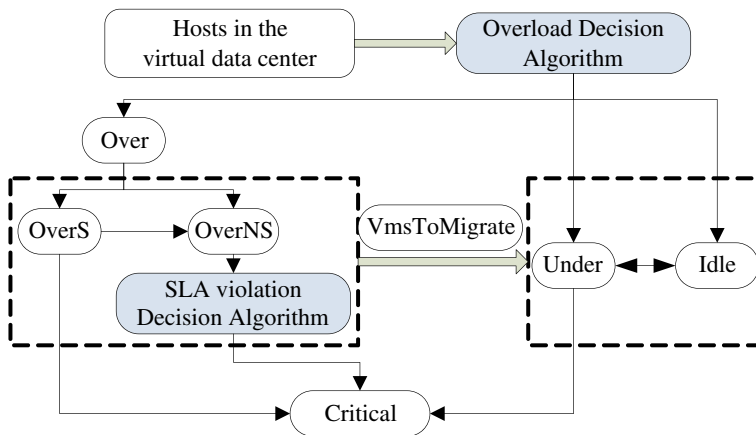 Hosts in the
virtual data center
Overload Decision
Algorithm
Over
OverS
OverNS
VmsToMigrate
Under
Idle
SLA violation
Decision Algorithm
Critical